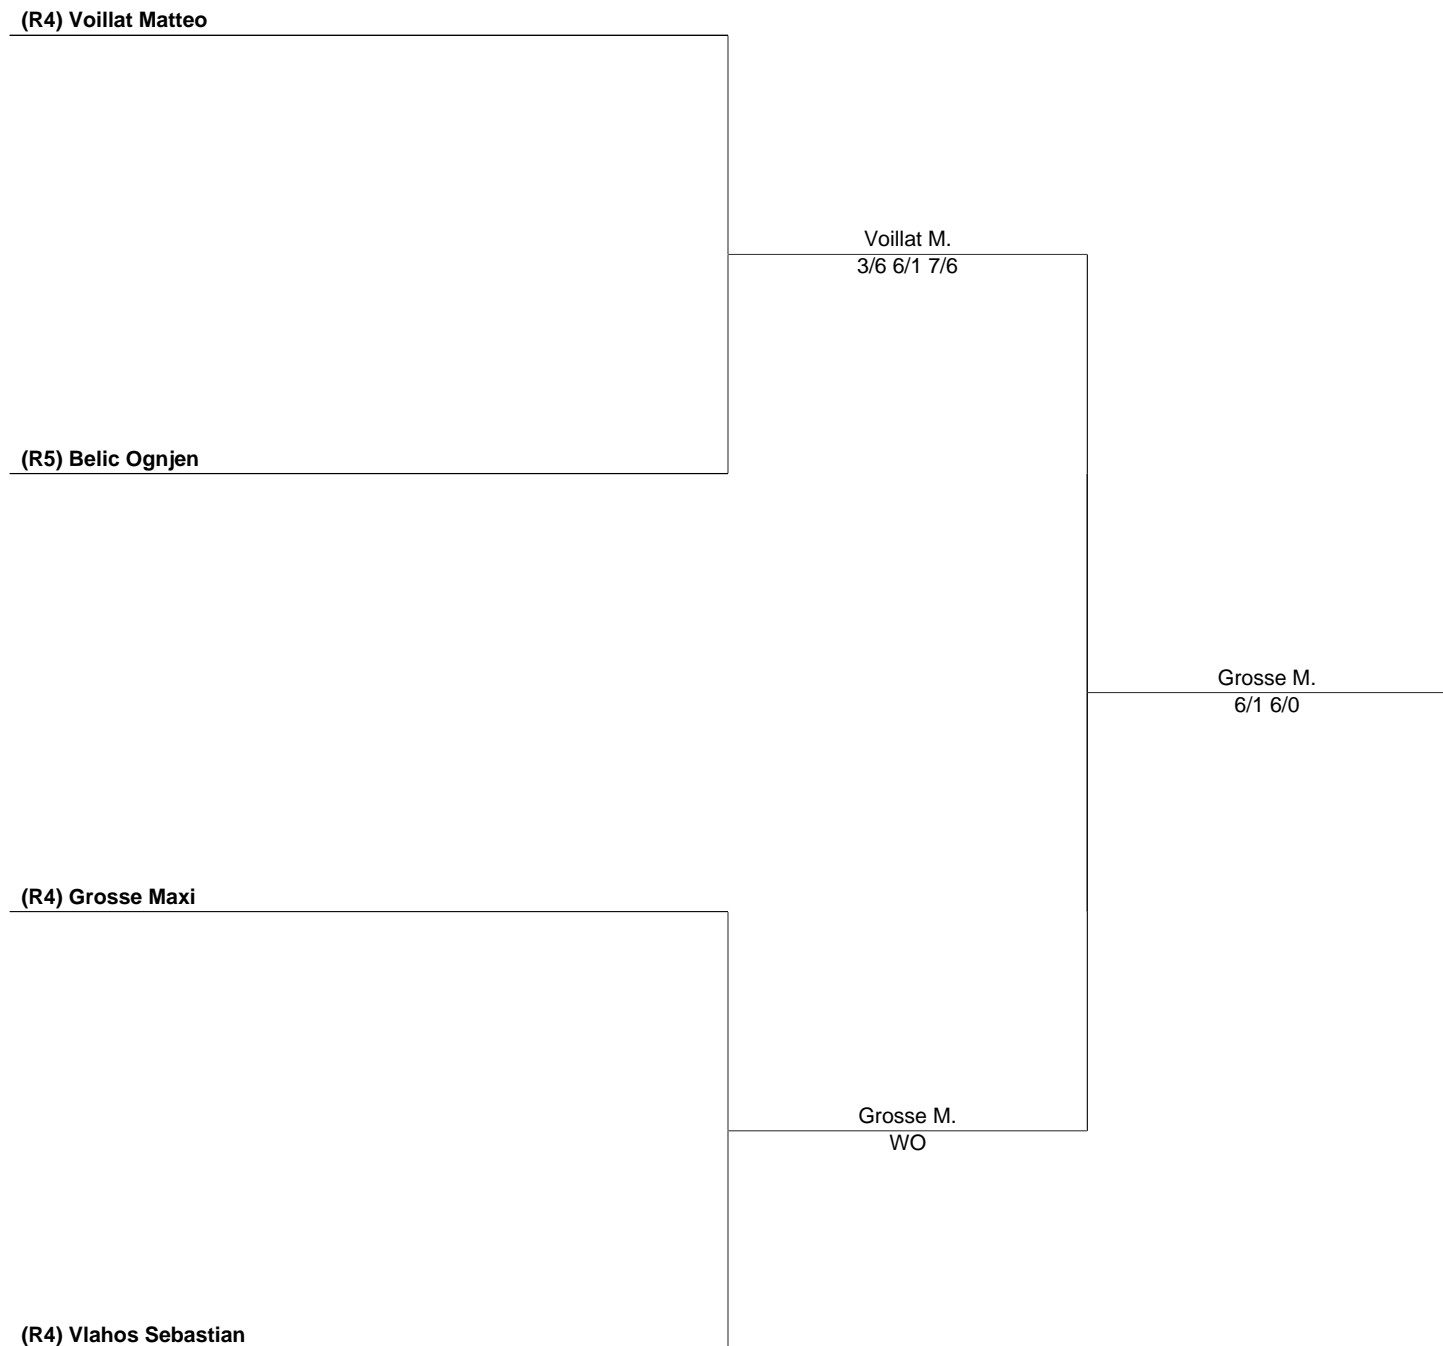 (R4) Voillat Matteo
Voillat M.
3/6 6/1 7/6
(R5) Belic Ognjen
Grosse M.
6/1 6/0
(R4) Grosse Maxi
Grosse M.
WO
(R4) Vlahos Sebastian